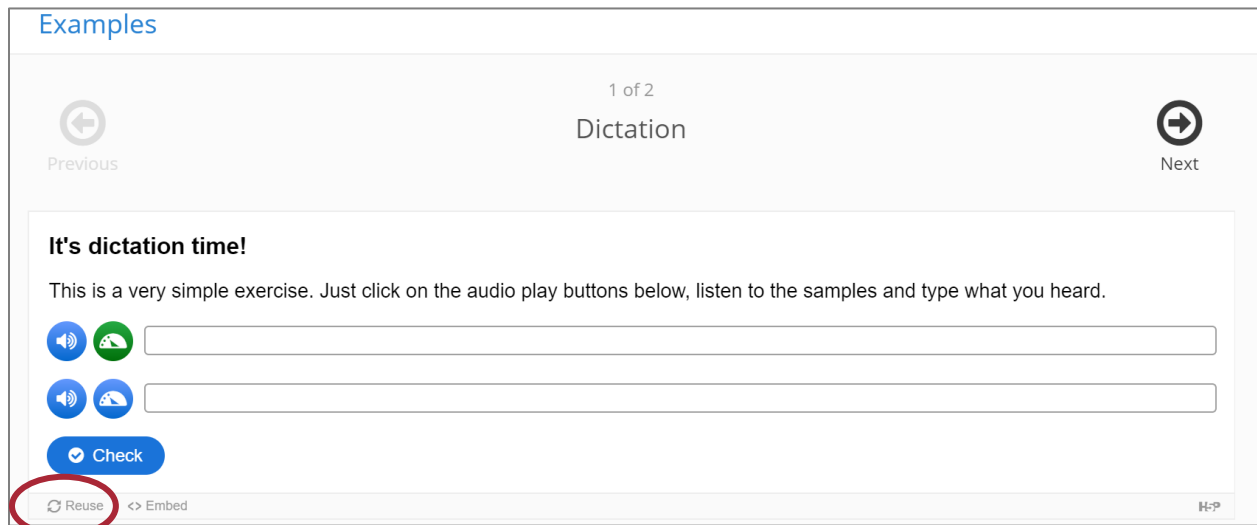 Examples
1 of 2
Dictation
Previous
Next
It's dictation time!
This is a very simple exercise. Just click on the audio play buttons below, listen to the samples and type what you heard.
Check
Reuse <> Embed
H5P